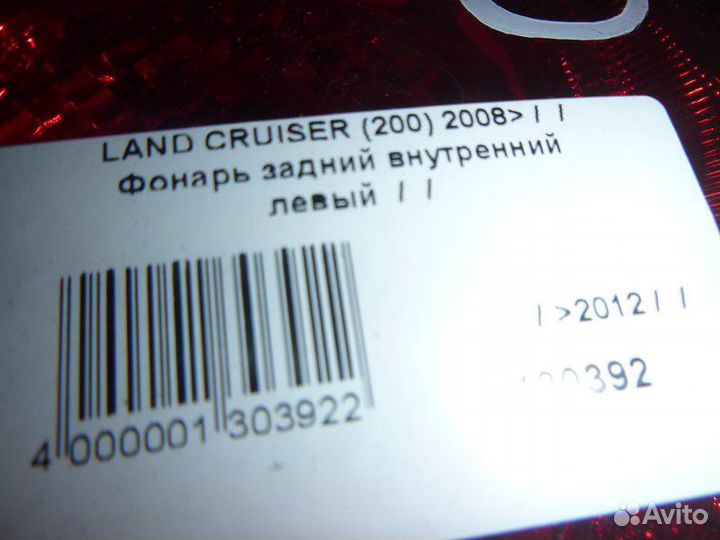 LAND CRUISER (200) 2008> / /
Фонарь задний внутренний
левый / /
/ >2012 / /
4 000001 303922
Avito